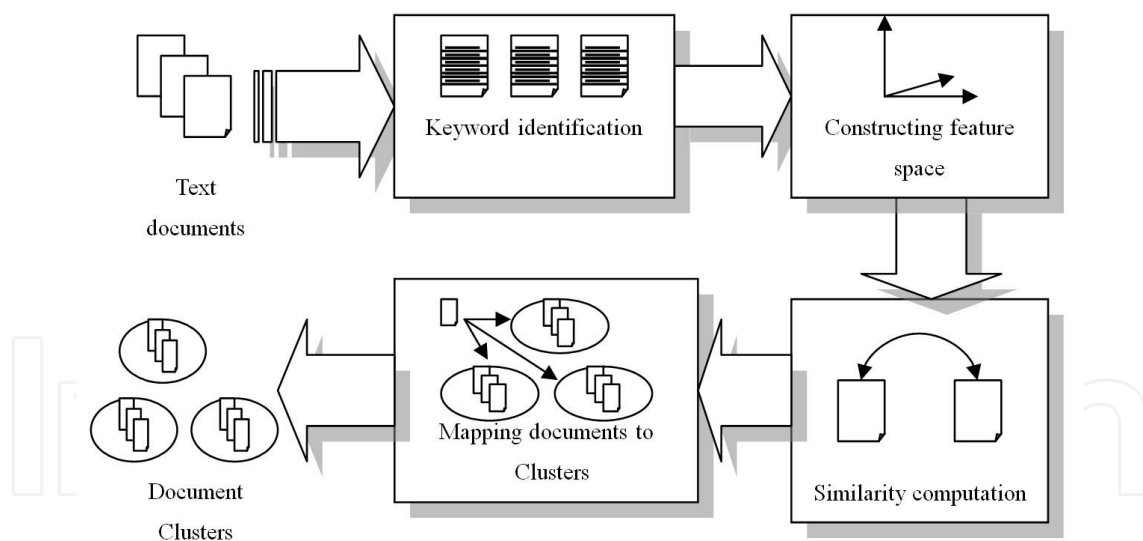 Text
documents
Keyword identification
Constructing feature
space
Similarity computation
Mapping documents to
Clusters
Document
Clusters